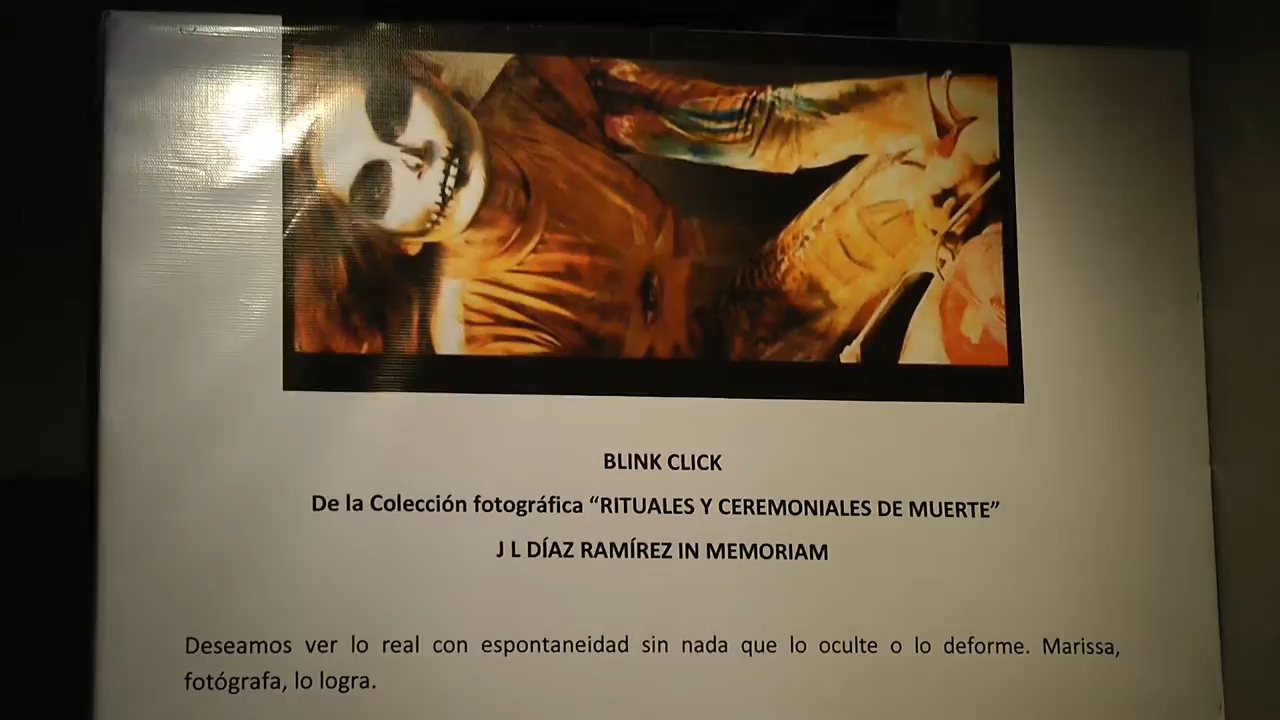 BLINK CLICK
De la Colección fotográfica “RITUALES Y CEREMONIALES DE MUERTE”
J L DÍAZ RAMÍREZ IN MEMORIAM
Deseamos ver lo real con espontaneidad sin nada que lo oculte o lo deforme. Marissa,
fotógrafa, lo logra.